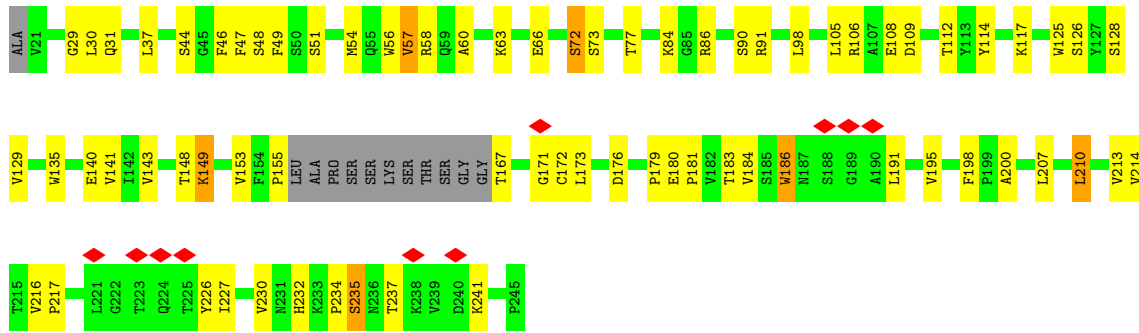 ALA V21 G29 L30 Q31 L37 S44 G45 F46 F47 S48 F49 S50 S51 M54 Q55 W56 V57 R58 Q59 A60 K63 E66 S72 S73 T77 K84 G85 R86 S90 R91 L98 L105 R106 A107 E108 D109 T112 Y113 Y114 K117 W125 S126 Y127 S128
V129 W135 E140 V141 I142 V143 T148 K149 V153 F154 P155 LEU ALA PRO SER SER LYS SER THR SER GLY GLY T167 G171 C172 L173 D176 P179 E180 P181 V182 T183 V184 S185 W186 N187 S188 G189 A190 L191 V195 F198 P199 A200 L207 L210 V213 V214
T215 V216 P217 L221 G222 T223 Q224 T225 Y226 I227 V230 N231 H232 K233 P234 S235 N236 T237 K238 V239 D240 K241 P245